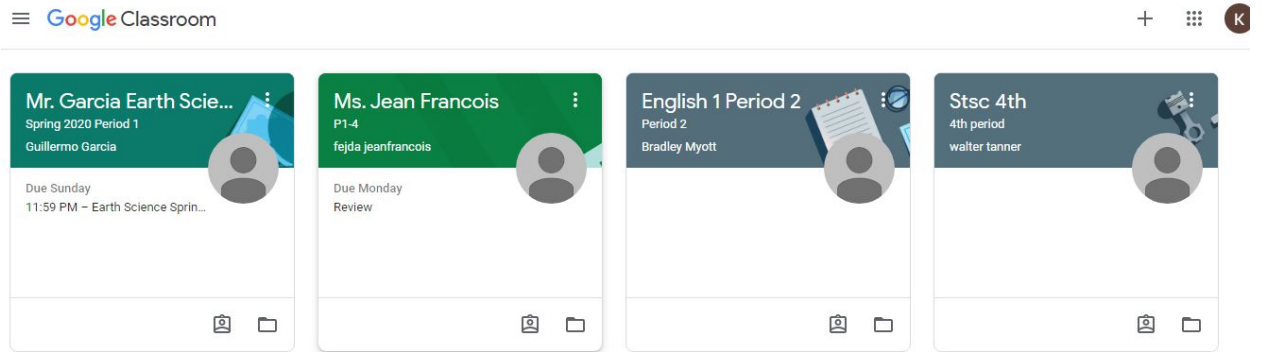 Google Classroom
K
Mr. Garcia Earth Scie...
Spring 2020 Period 1
Guillermo Garcia
Due Sunday
11:59 PM – Earth Science Sprin...
Ms. Jean Francois
P1-4
fejda jeanfrancois
Due Monday
Review
English 1 Period 2
Period 2
Bradley Myott
Stsc 4th
4th period
walter tanner